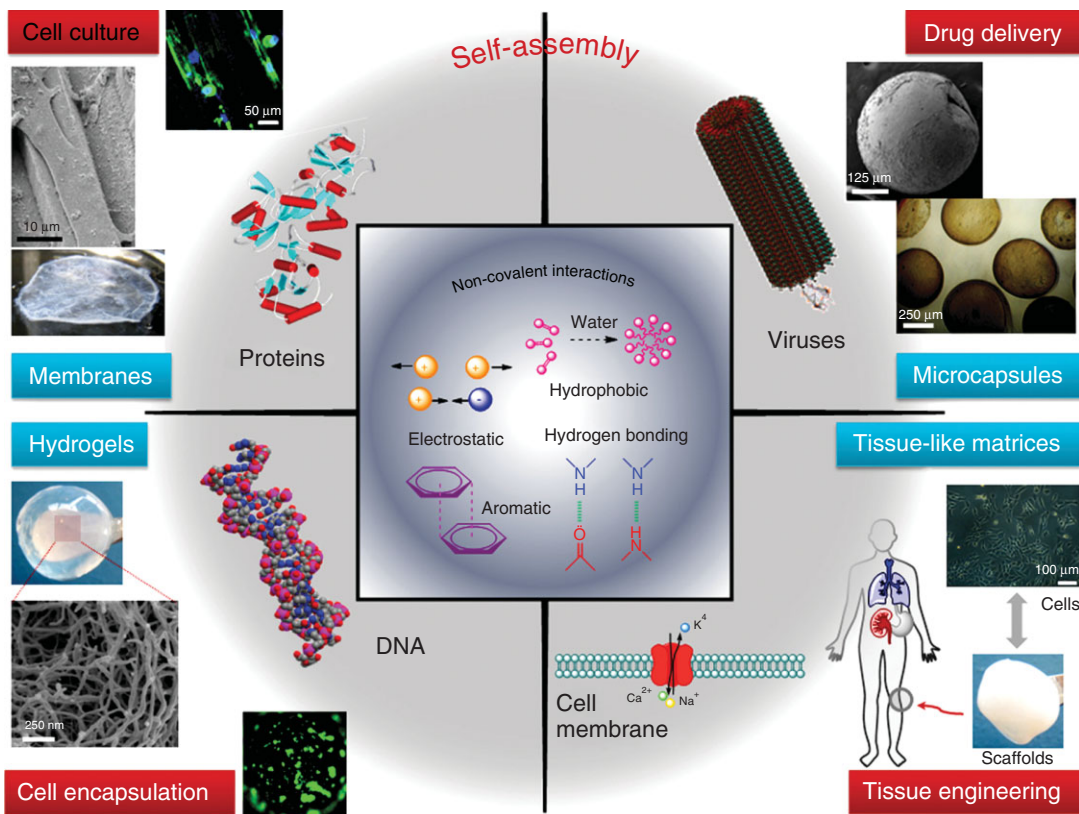 Cell culture
50 μm
10 μm
Membranes
Self-assembly
Proteins
Drug delivery
125 μm
250 μm
Viruses
Microcapsules
Non-covalent interactions
Water
Hydrophobic
+
+
+
-
Electrostatic
Hydrogen bonding
Aromatic
N
H
N
H
O
H
N
Hydrogels
250 nm
DNA
Cell encapsulation
K4
Ca2+
Na+
Cell
membrane
Tissue-like matrices
100 μm
Cells
Scaffolds
Tissue engineering